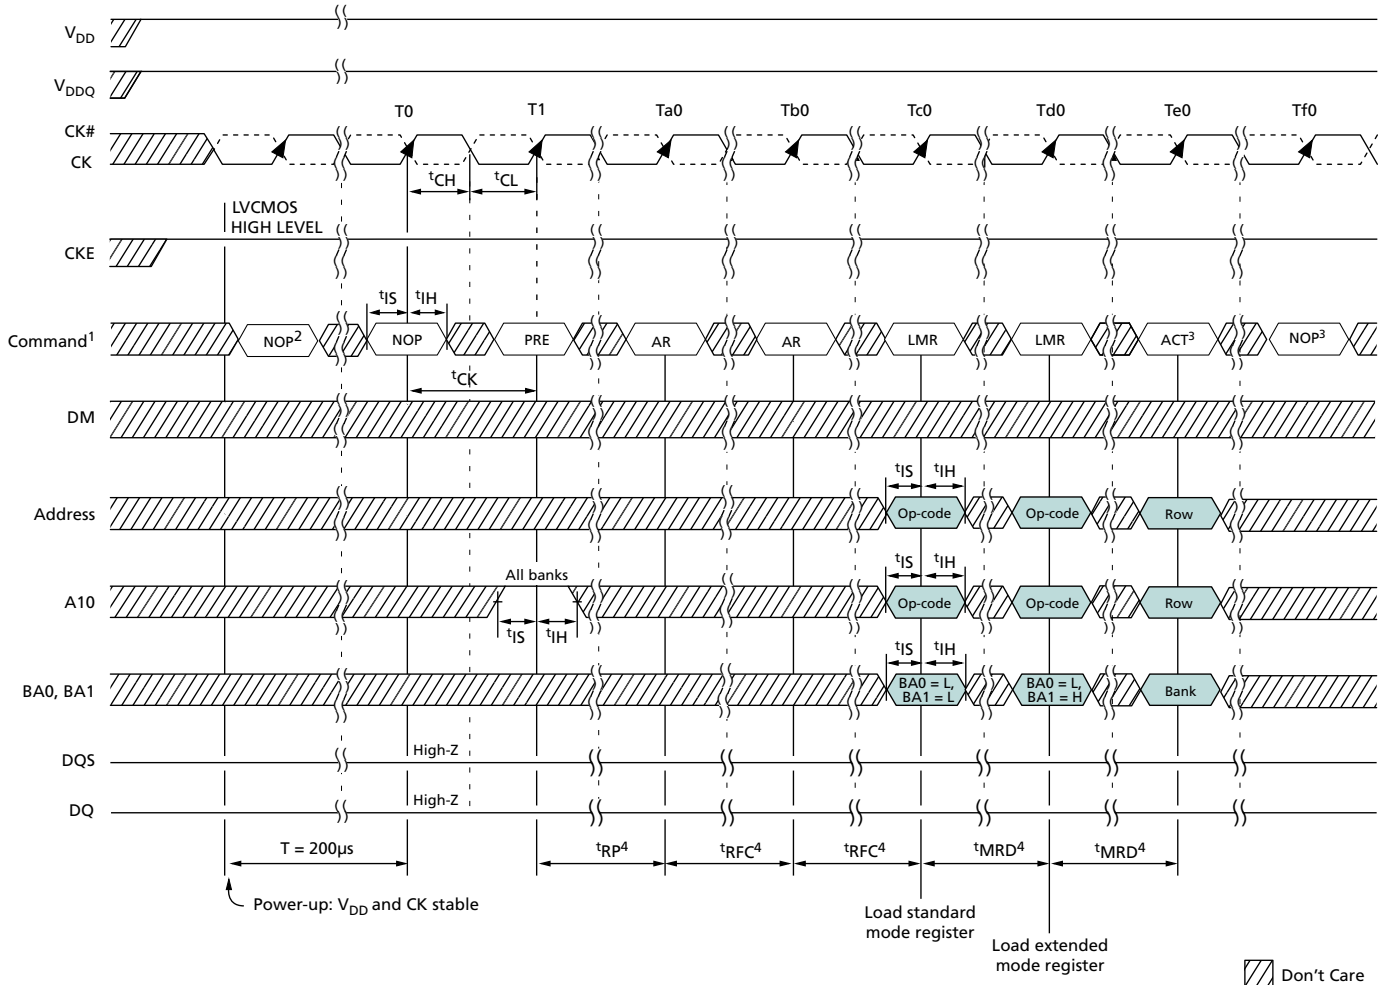 VDD
VDDQ
T0 T1 Ta0 Tb0 Tc0 Td0 Te0 Tf0
CK#
CK
tCH tCL
LVCMOS
HIGH LEVEL
CKE
tIS tIH
Command1 NOP2 NOP PRE AR AR LMR LMR ACT3 NOP3
tCK
DM
tIS tIH
Address Op-code Op-code Row
All banks tIS tIH
A10 Op-code Op-code Row
tIS tIH
tIS tIH
BA0, BA1 BA0 = L, BA1 = L BA0 = L, BA1 = H Bank
High-Z
DQS
High-Z
DQ
T = 200µs tRP4 tRFC4 tRFC4 tMRD4 tMRD4
Power-up: VDD and CK stable
Load standard
mode register
Load extended
mode register
Don't Care